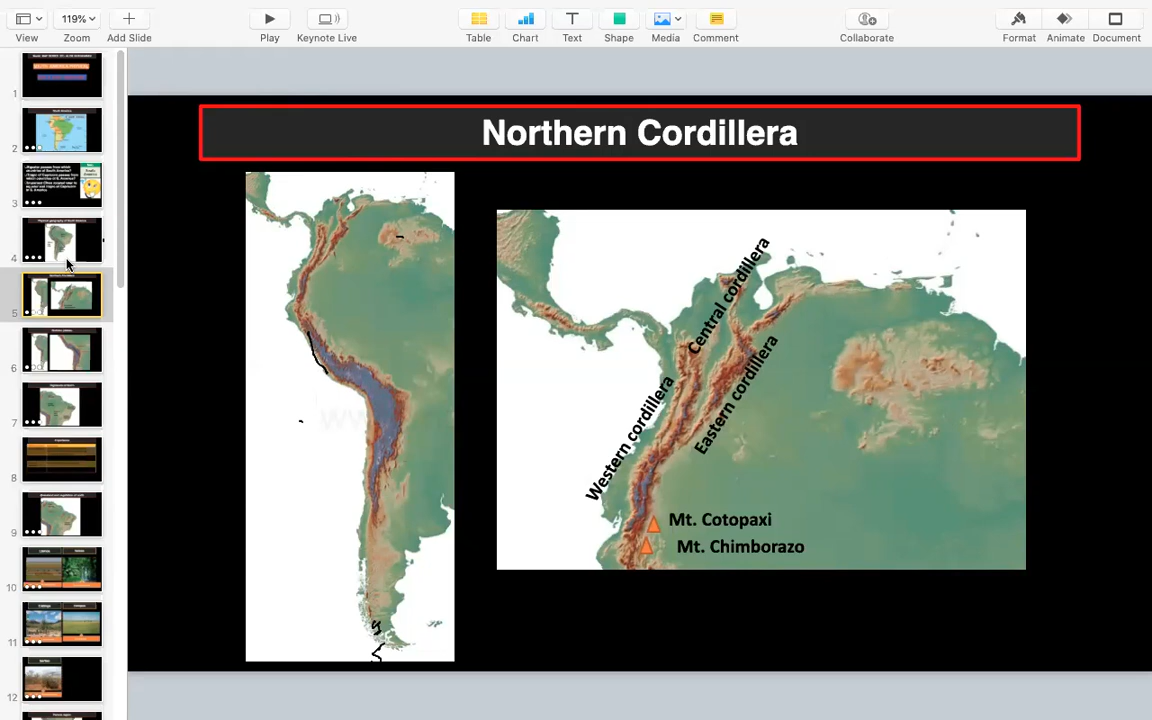 119%
View
Zoom
Add Slide
Play
Keynote Live
Table
Chart
Text
Shape
Media
Comment
Collaborate
Format
Animate
Document
Northern Cordillera
Central cordillera
Western cordillera
Eastern cordillera
Mt. Cotopaxi
Mt. Chimborazo
1
2
3
4
5
6
7
8
9
10
11
12